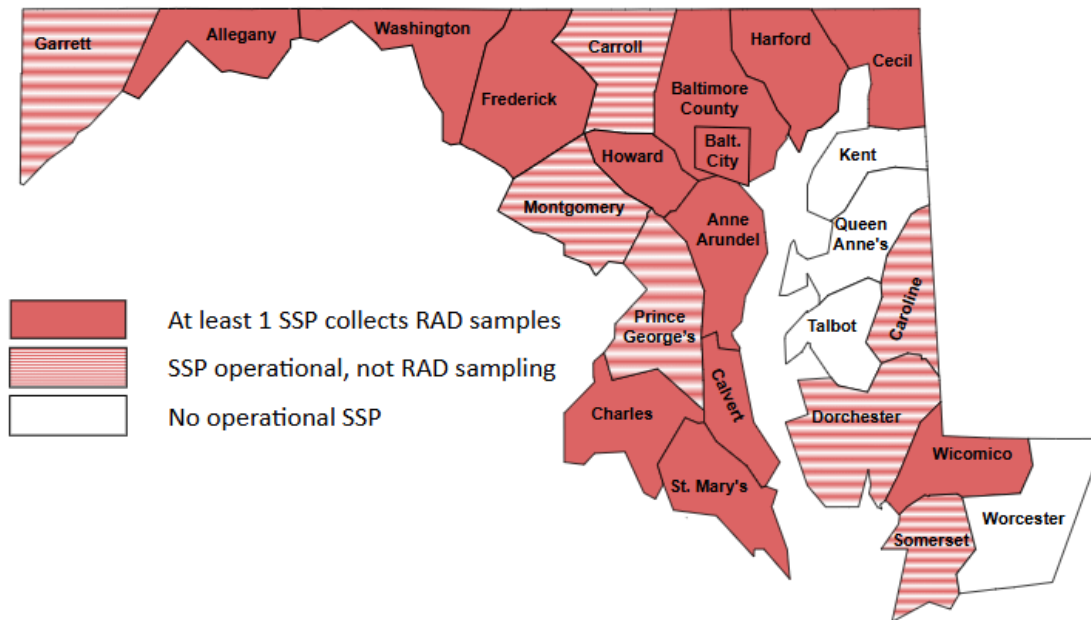 Garrett
Allegany
Washington
Frederick
Carroll
Baltimore
County
Balt.
City
Harford
Cecil
Howard
Kent
Montgomery
Anne
Arundel
Queen
Anne's
Caroline
Talbot
Prince
George's
Calvert
Charles
Dorchester
St. Mary's
Wicomico
Worcester
Somerset
At least 1 SSP collects RAD samples
SSP operational, not RAD sampling
No operational SSP